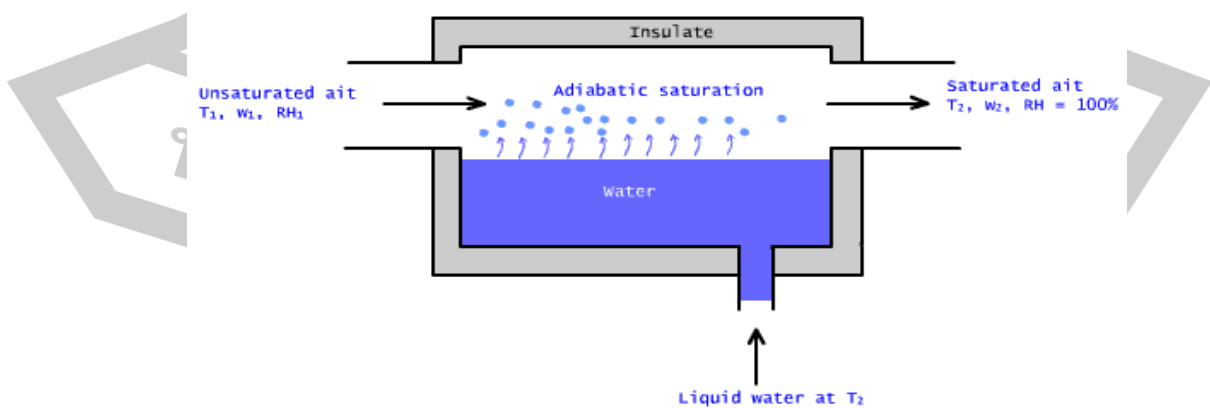 Insulate
Unsaturated ait
T₁, w₁, RH₁
Adiabatic saturation
Saturated ait
T₂, w₂, RH = 100%
Water
Liquid water at T₂